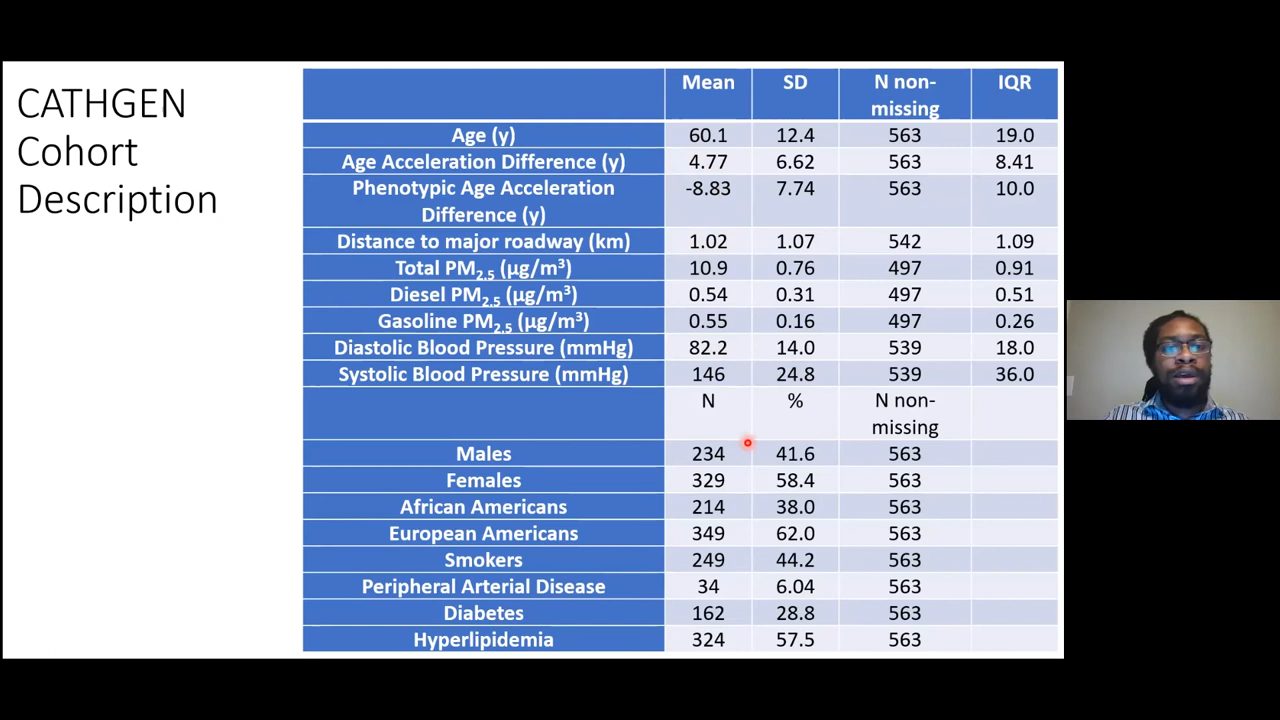 CATHGEN
Cohort
Description
Mean SD N non-missing IQR
Age (y) 60.1 12.4 563 19.0
Age Acceleration Difference (y) 4.77 6.62 563 8.41
Phenotypic Age Acceleration Difference (y) -8.83 7.74 563 10.0
Distance to major roadway (km) 1.02 1.07 542 1.09
Total PM2.5 (µg/m³) 10.9 0.76 497 0.91
Diesel PM2.5 (µg/m³) 0.54 0.31 497 0.51
Gasoline PM2.5 (µg/m³) 0.55 0.16 497 0.26
Diastolic Blood Pressure (mmHg) 82.2 14.0 539 18.0
Systolic Blood Pressure (mmHg) 146 24.8 539 36.0
N % N non-missing
Males 234 41.6 563
Females 329 58.4 563
African Americans 214 38.0 563
European Americans 349 62.0 563
Smokers 249 44.2 563
Peripheral Arterial Disease 34 6.04 563
Diabetes 162 28.8 563
Hyperlipidemia 324 57.5 563